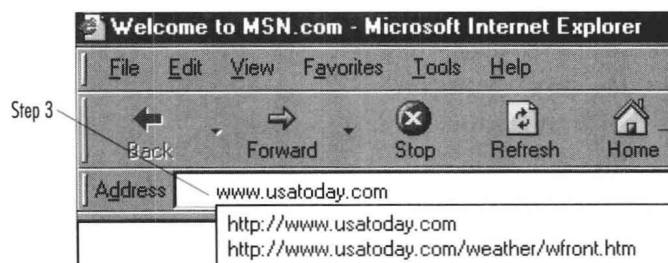 Welcome to MSN.com - Microsoft Internet Explorer
File Edit View Favorites Tools Help
Step 3
Back Forward Stop Refresh Home
Address www.usatoday.com
http://www.usatoday.com
http://www.usatoday.com/weather/wfront.htm